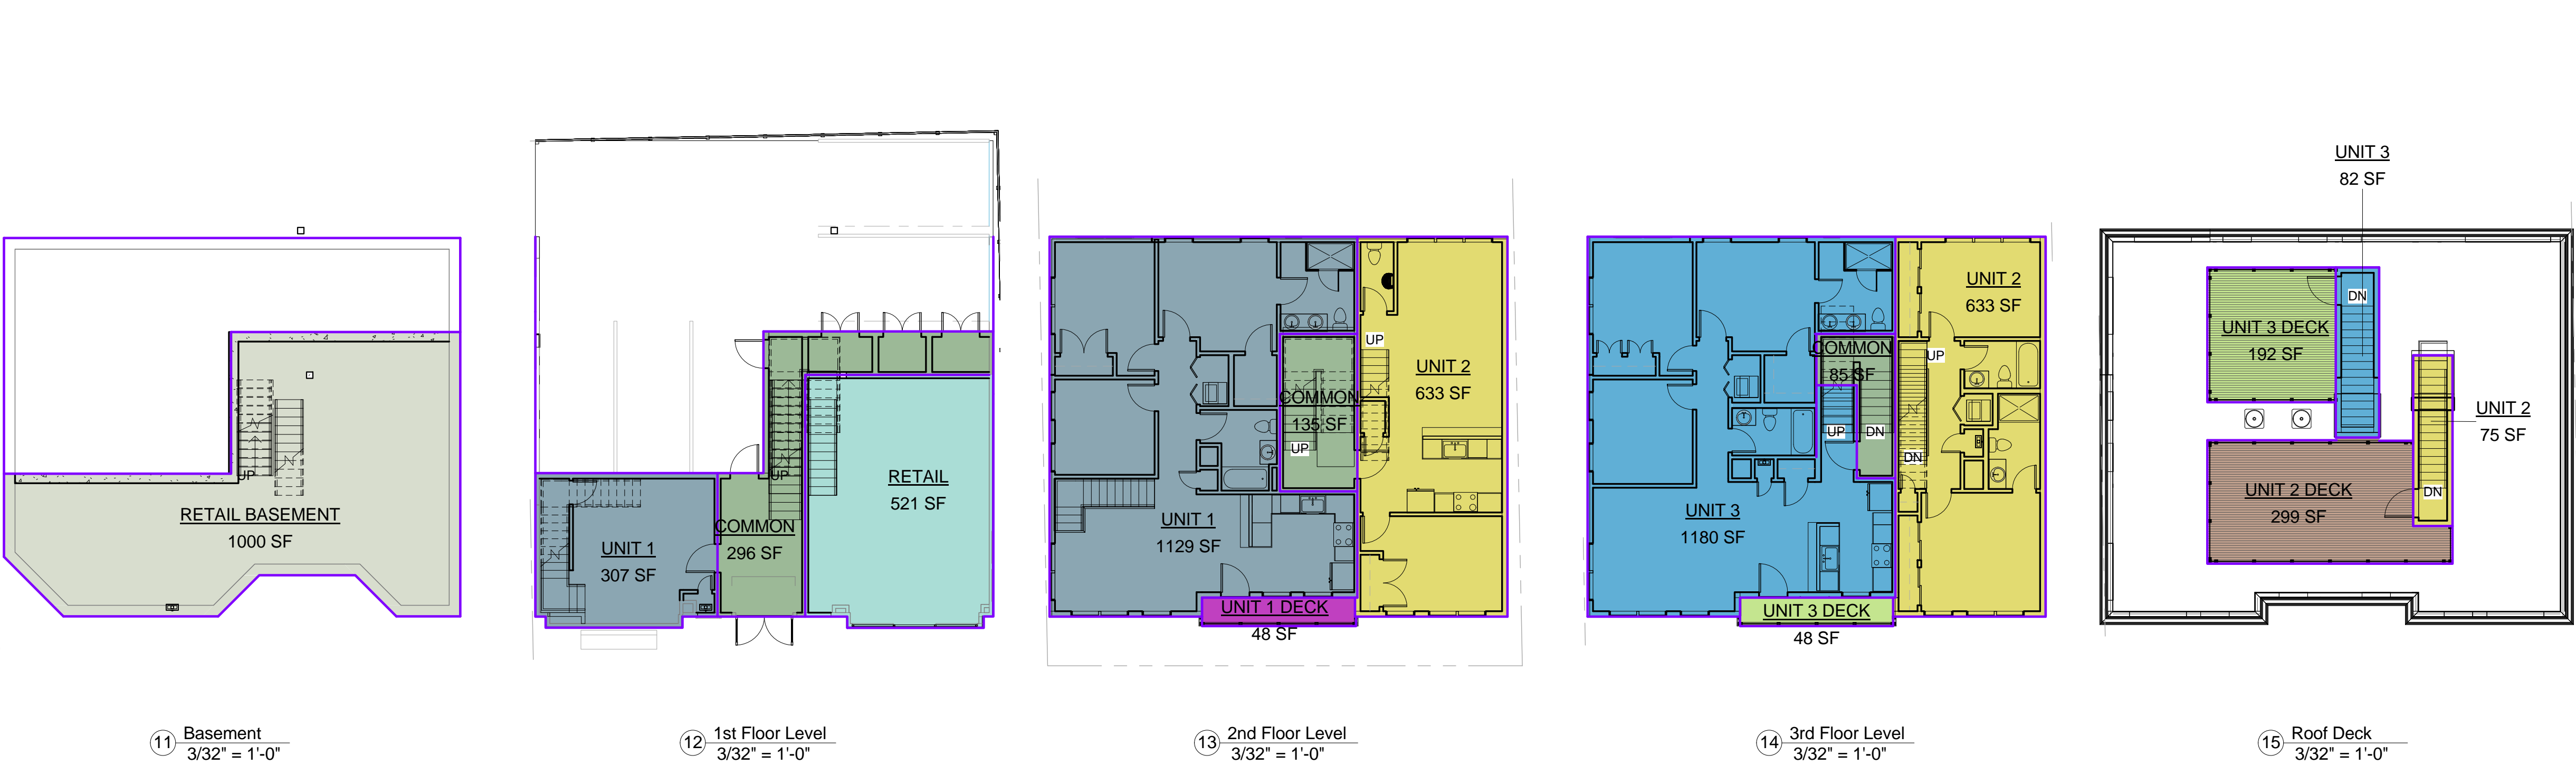 UP
RETAIL BASEMENT
1000 SF
11 Basement
3/32" = 1'-0"
UP
RETAIL
521 SF
COMMON
296 SF
UNIT 1
307 SF
12 1st Floor Level
3/32" = 1'-0"
UP
UNIT 2
633 SF
COMMON
135 SF
UP
UNIT 1
1129 SF
UNIT 1 DECK
48 SF
13 2nd Floor Level
3/32" = 1'-0"
UNIT 2
633 SF
COMMON
85 SF
UP
UP
DN
DN
UNIT 3
1180 SF
UNIT 3 DECK
48 SF
14 3rd Floor Level
3/32" = 1'-0"
UNIT 3
82 SF
DN
UNIT 3 DECK
192 SF
UNIT 2
75 SF
UNIT 2 DECK
299 SF
DN
15 Roof Deck
3/32" = 1'-0"